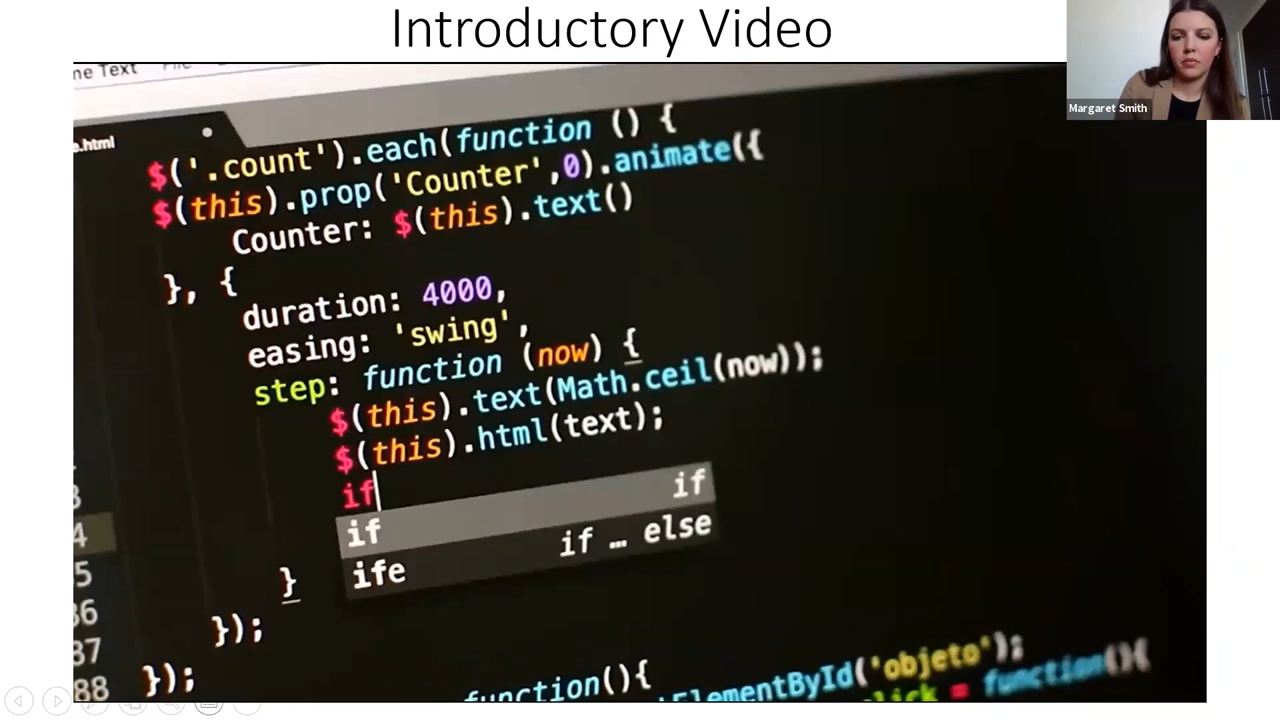 Introductory Video
Margaret Smith
me Text
e.html
$('.count').each(function () {
$(this).prop('Counter',0).animate({
Counter: $(this).text()
}, {
duration: 4000,
easing: 'swing',
step: function (now) {
$(this).text(Math.ceil(now));
$(this).html(text);
if
if if
ife if … else
}
});
});
3
4
5
86
87
88
function(){
ElementById('objeto');
click = function(){